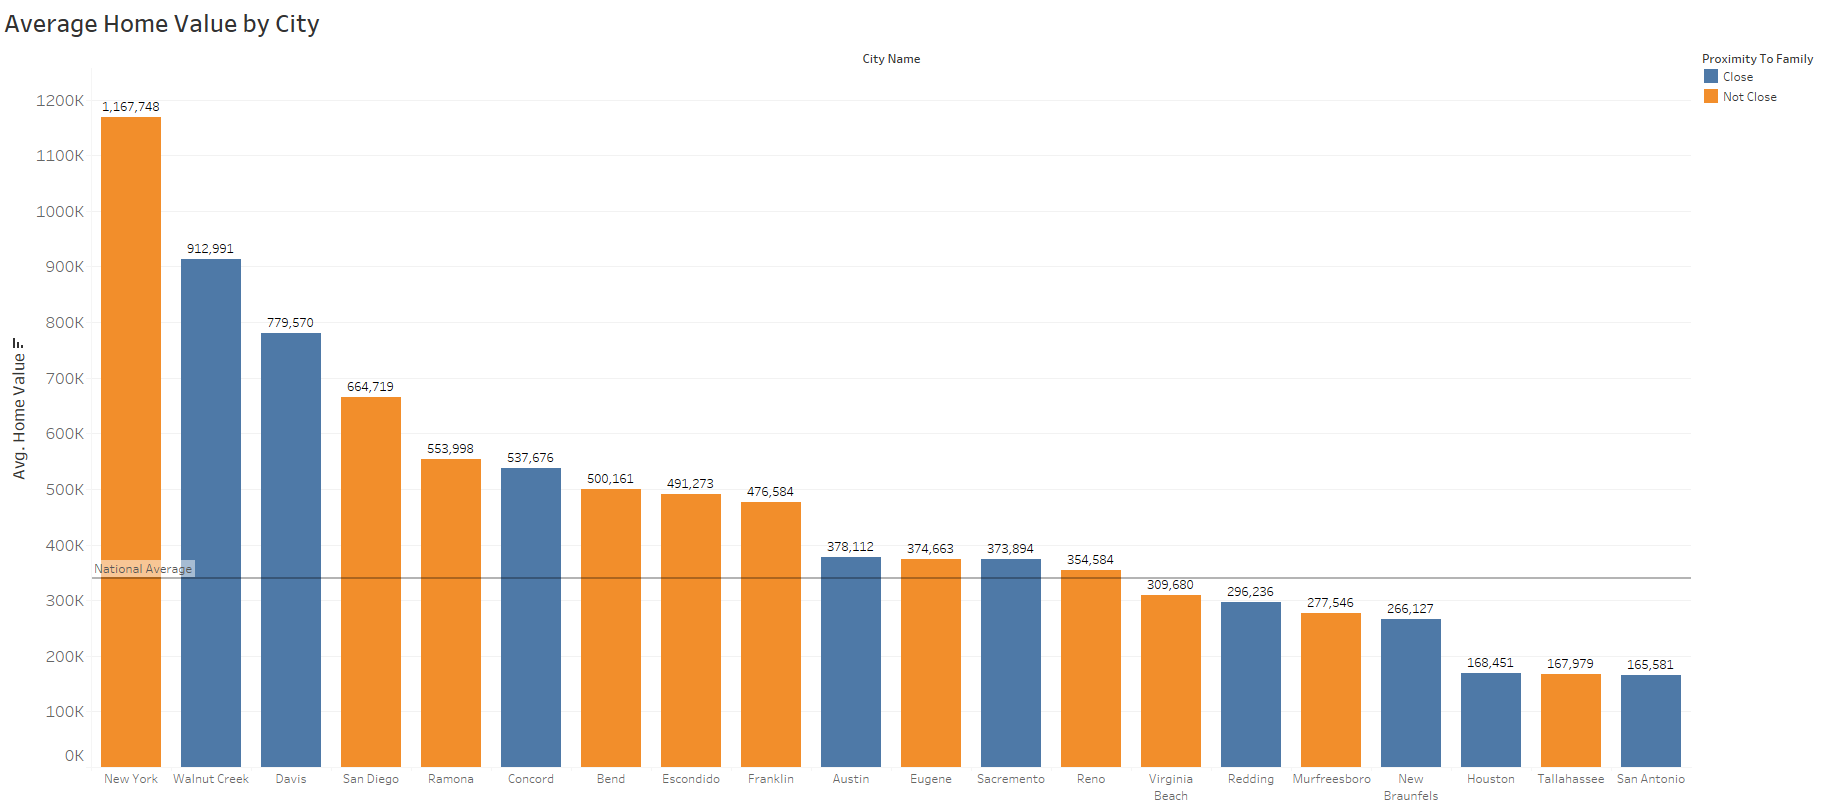 Average Home Value by City
City Name
Proximity To Family
Close
Not Close
Avg. Home Value
1200K
1100K
1000K
900K
800K
700K
600K
500K
400K
300K
200K
100K
0K
1,167,748
912,991
779,570
664,719
553,998
537,676
500,161
491,273
476,584
378,112
374,663
373,894
354,584
309,680
296,236
277,546
266,127
168,451
167,979
165,581
National Average
New York
Walnut Creek
Davis
San Diego
Ramona
Concord
Bend
Escondido
Franklin
Austin
Eugene
Sacremento
Reno
Virginia
Beach
Redding
Murfreesboro
New
Braunfels
Houston
Tallahassee
San Antonio